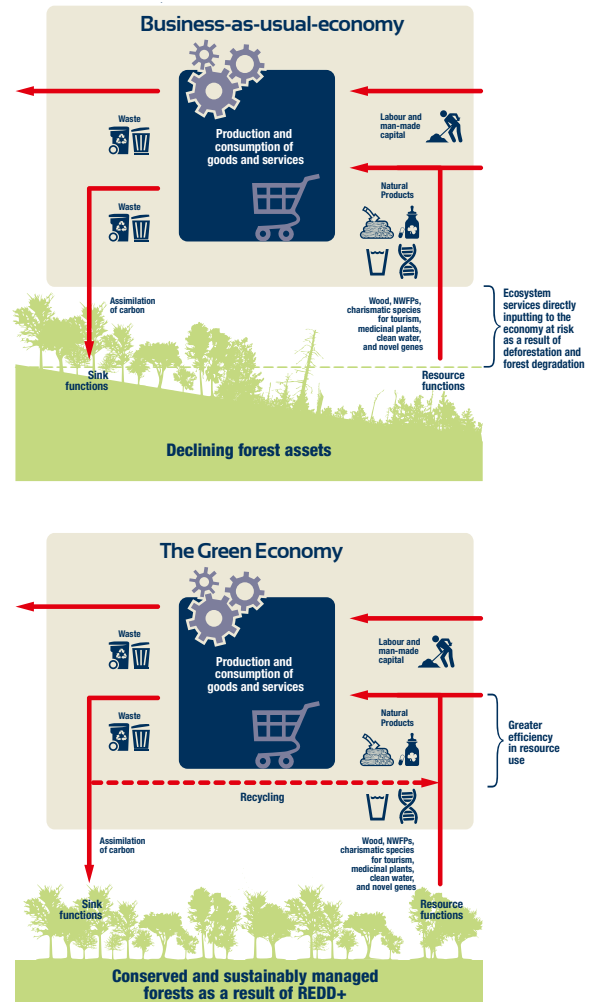 Business-as-usual-economy
Waste
Production and
consumption of
goods and services
Labour and
man-made
capital
Waste
Natural
Products
Assimilation
of carbon
Wood, NWFPs,
charismatic species
for tourism,
medicinal plants,
clean water,
and novel genes
Ecosystem
services directly
inputting to the
economy at risk
as a result of
deforestation and
forest degradation
Sink
functions
Resource
functions
Declining forest assets
The Green Economy
Waste
Production and
consumption of
goods and services
Labour and
man-made
capital
Waste
Natural
Products
Greater
efficiency
in resource
use
Recycling
Assimilation
of carbon
Wood, NWFPs,
charismatic species
for tourism,
medicinal plants,
clean water,
and novel genes
Sink
functions
Resource
functions
Conserved and sustainably managed
forests as a result of REDD+